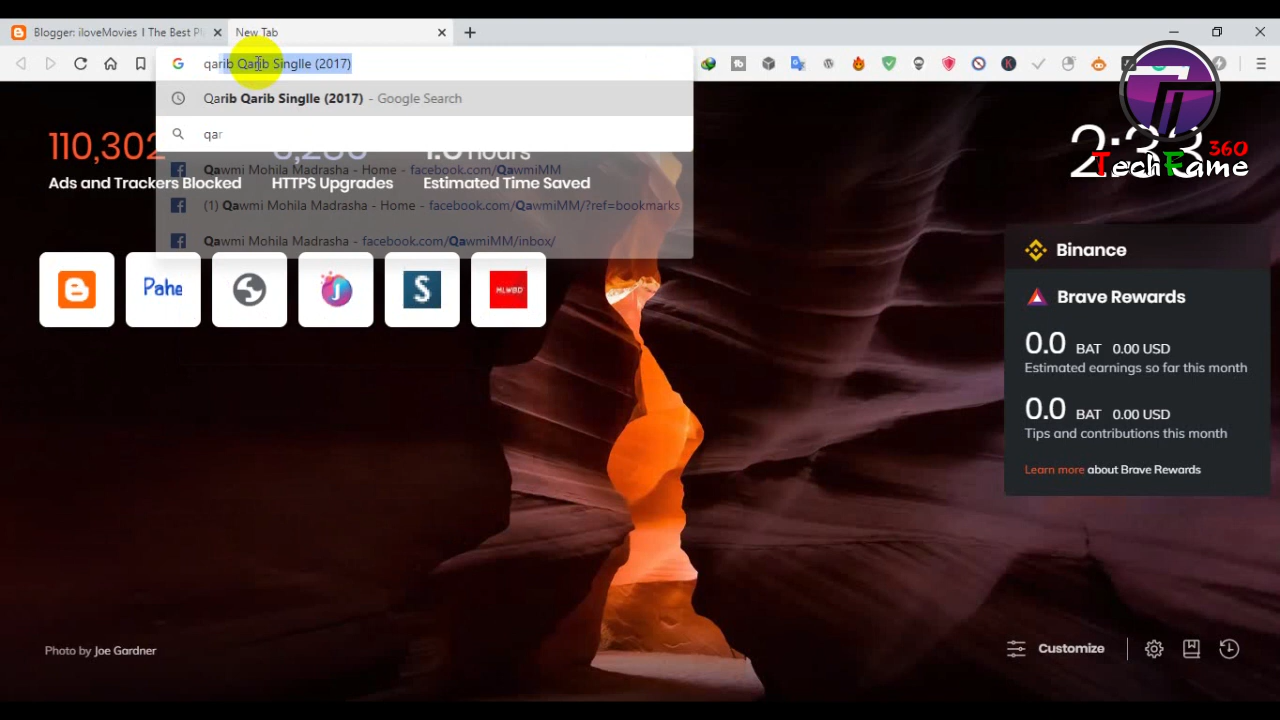 Blogger: iloveMovies I The Best P
New Tab
qarib Qarib Singlle (2017)
Qarib Qarib Singlle (2017) - Google Search
qar
Qawmi Mohila Madrasha - Home - facebook.com/QawmiMM
(1) Qawmi Mohila Madrasha - Home - facebook.com/QawmiMM/?ref=bookmarks
Qawmi Mohila Madrasha - facebook.com/QawmiMM/inbox/
110,302
hours
Ads and Trackers Blocked
HTTPS Upgrades
Estimated Time Saved
2:33
360
TechFame
Pahe
S
MLWBD
Binance
Brave Rewards
0.0 BAT 0.00 USD
Estimated earnings so far this month
0.0 BAT 0.00 USD
Tips and contributions this month
Learn more about Brave Rewards
Photo by Joe Gardner
Customize